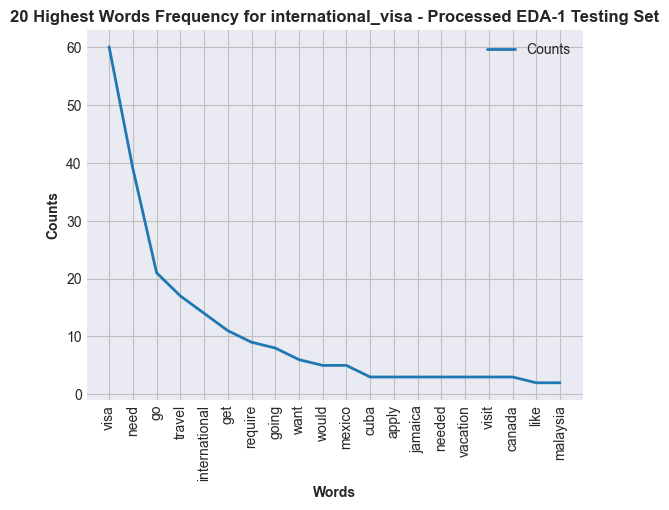 20 Highest Words Frequency for international_visa - Processed EDA-1 Testing Set
Counts
60
50
40
30
20
10
0
Counts
visa
need
go
travel
international
get
require
going
want
would
mexico
cuba
apply
jamaica
needed
vacation
visit
canada
like
malaysia
Words